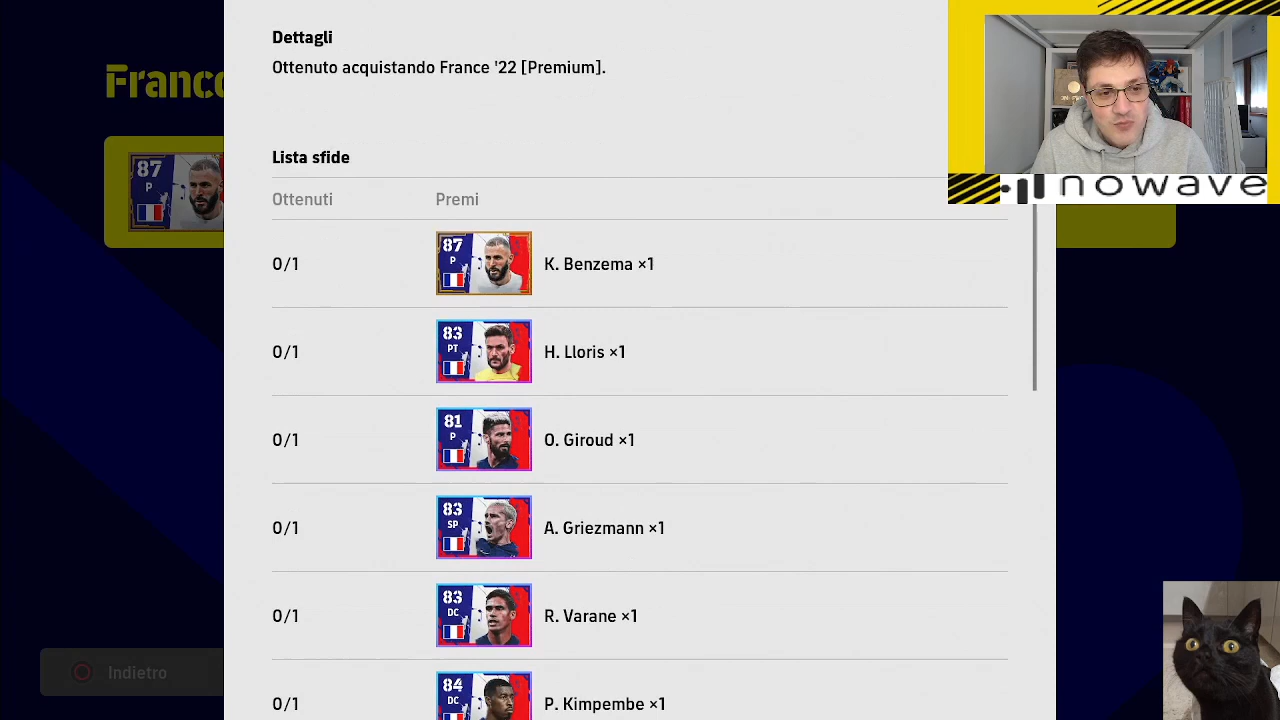 Dettagli
Ottenuto acquistando France '22 [Premium].
Franc
87
P
Lista sfide
Ottenuti Premi
nowave
0/1 87 P K. Benzema ×1
0/1 83 PT H. Lloris ×1
0/1 81 P O. Giroud ×1
0/1 83 SP A. Griezmann ×1
0/1 83 DC R. Varane ×1
0/1 84 DC P. Kimpembe ×1
Indietro